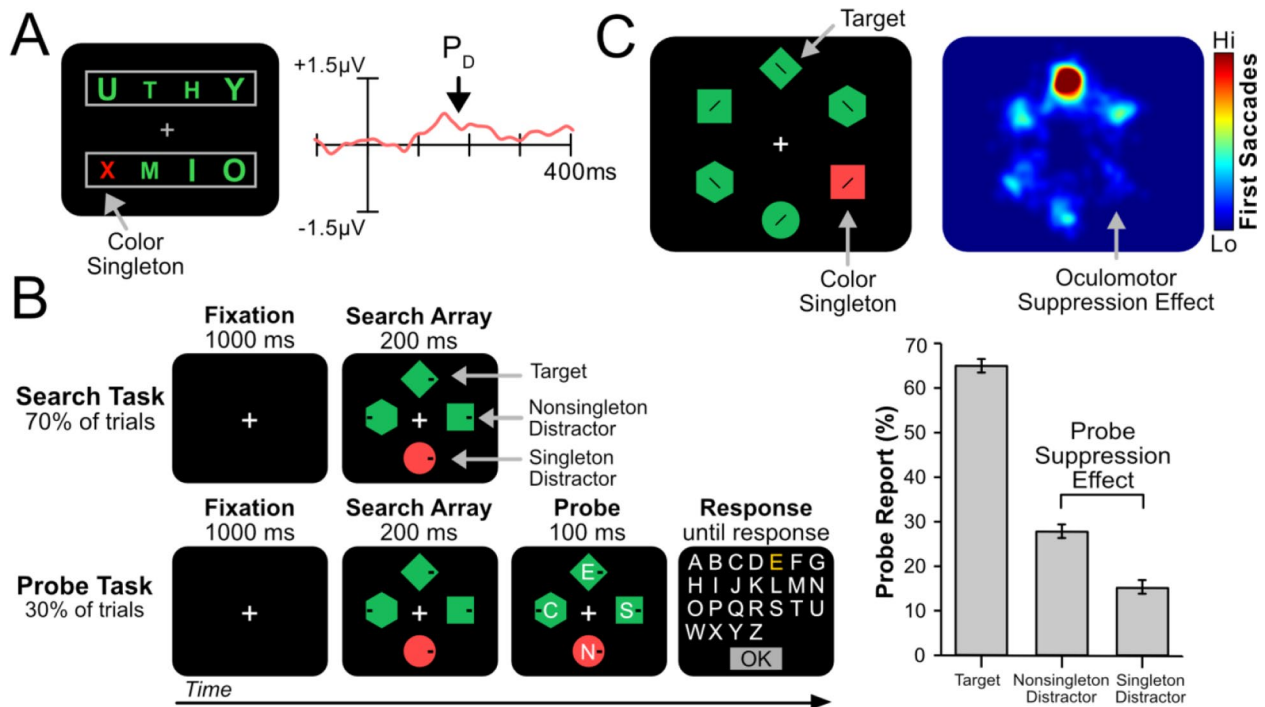 A
U T H Y
+
X M I O
Color
Singleton
+1.5µV
-1.5µV
P_D
400ms
C
Target
+
Color
Singleton
Oculomotor
Suppression Effect
Hi
First Saccades
Lo
B
Search Task
70% of trials
Fixation
1000 ms
+
Search Array
200 ms
+
Target
Nonsingleton
Distractor
Singleton
Distractor
Probe Task
30% of trials
Fixation
1000 ms
+
Search Array
200 ms
+
Probe
100 ms
E
C + S
N
Response
until response
A B C D E F G
H I J K L M N
O P Q R S T U
W X Y Z
OK
Time
Probe Report (%)
70
60
50
40
30
20
10
0
Probe
Suppression
Effect
Target
Nonsingleton
Distractor
Singleton
Distractor